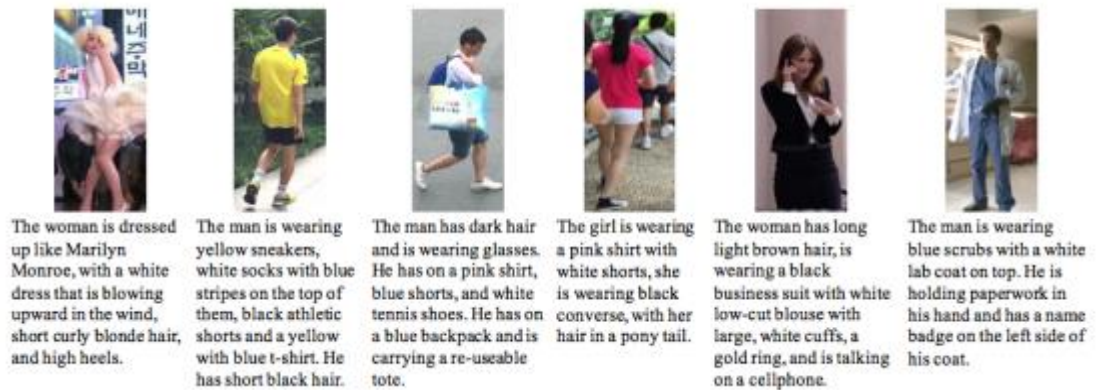 The woman is dressed
up like Marilyn
Monroe, with a white
dress that is blowing
upward in the wind,
short curly blonde hair,
and high heels.
The man is wearing
yellow sneakers,
white socks with blue
stripes on the top of
them, black athletic
shorts and a yellow
with blue t-shirt. He
has short black hair.
The man has dark hair
and is wearing glasses.
He has on a pink shirt,
blue shorts, and white
tennis shoes. He has on
a blue backpack and is
carrying a re-useable
tote.
The girl is wearing
a pink shirt with
white shorts, she
is wearing black
converse, with her
hair in a pony tail.
The woman has long
light brown hair, is
wearing a black
business suit with white
low-cut blouse with
large, white cuffs, a
gold ring, and is talking
on a cellphone.
The man is wearing
blue scrubs with a white
lab coat on top. He is
holding paperwork in
his hand and has a name
badge on the left side of
his coat.